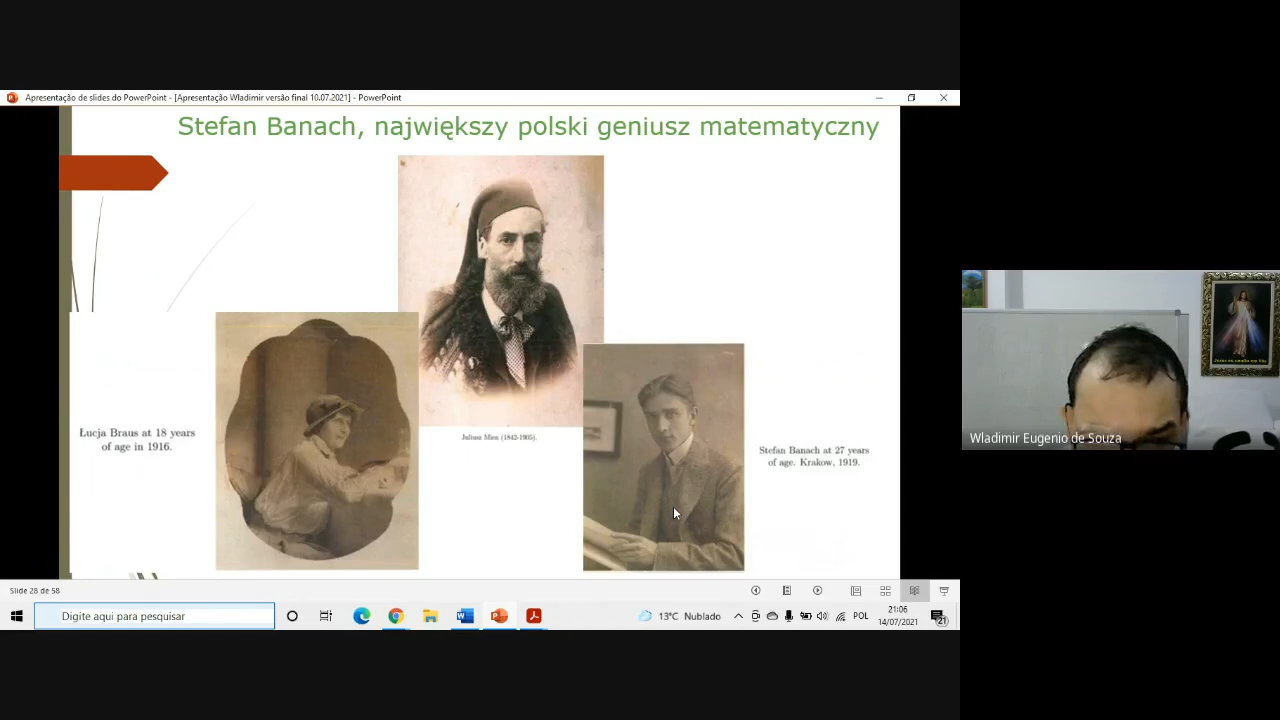 Apresentação de slides do PowerPoint - [Apresentação Wladimir versão final 10.07.2021] - PowerPoint
Stefan Banach, największy polski geniusz matematyczny
Juliusz Mien (1842-1905).
Łucja Braus at 18 years
of age in 1916.
Stefan Banach at 27 years
of age. Krakow, 1919.
Wladimir Eugenio de Souza
Slide 28 de 58
Digite aqui para pesquisar
13°C Nublado
POL
21:06
14/07/2021
21